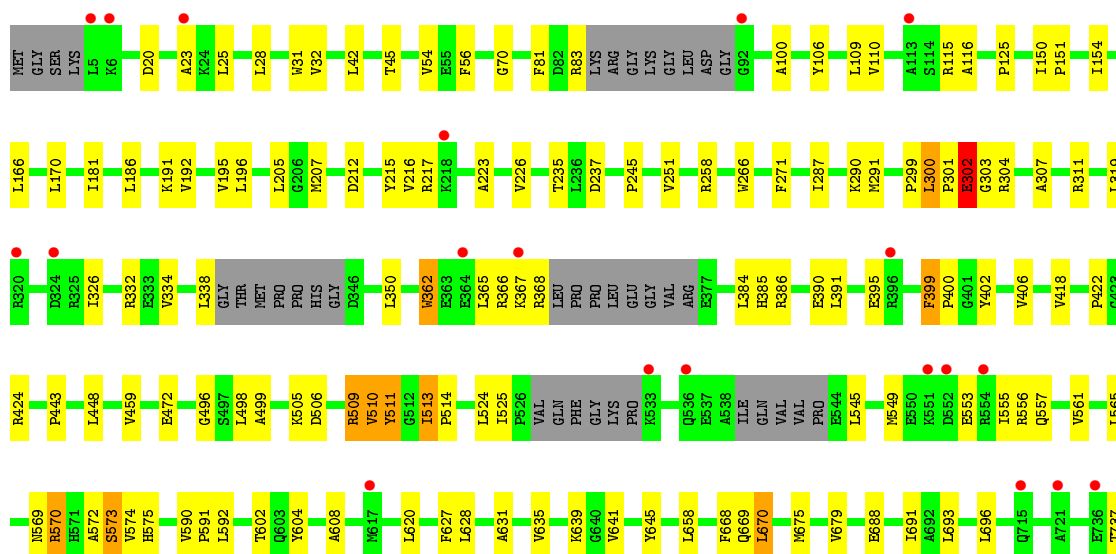 MET GLY SER LYS L5 K6 D20 A23 K24 L25 L28 W31 V32 L42 T45 V54 E55 F56 G70 F81 D82 R83 LYS ARG GLY LYS GLY LEU ASP GLY G92 A100 Y106 L109 V110 A113 S114 R115 A116 P125 I150 P151 I154
L166 L170 I181 L186 K191 V192 V195 L196 L205 G206 M207 D212 Y215 V216 R217 K218 A223 V226 T235 L236 D237 P245 V251 R258 W266 F271 I287 K290 M291 P299 L300 P301 E302 G303 R304 A307 R311 L319
R320 D324 R325 I326 R332 E333 V334 L338 GLY THR MET PRO PRO HIS GLY D346 L350 W362 E363 E364 L365 R366 K367 R368 LEU PRO PRO LEU GLU GLY VAL ARG E377 L384 H385 R386 E390 L391 E395 R396 F399 P400 G401 Y402 V406 V418 P422 G423
R424 P443 L448 V459 E472 G496 S497 L498 A499 K505 D506 R509 V510 Y511 G512 I513 P514 L524 I525 P526 VAL GLN PHE GLY LYS PRO K533 Q536 E537 A538 ILE GLN VAL VAL PRO E544 L545 M549 E550 K551 D552 E553 R554 I555 R556 Q557 V561 L565
N569 R570 H571 A572 S573 V574 H575 V590 P591 L592 T602 Q603 Y604 A608 M617 L620 F627 L628 A631 V635 K639 G640 V641 Y645 L658 F668 Q669 L670 M675 V679 E688 I691 A692 L693 L696 Q715 A721 E736